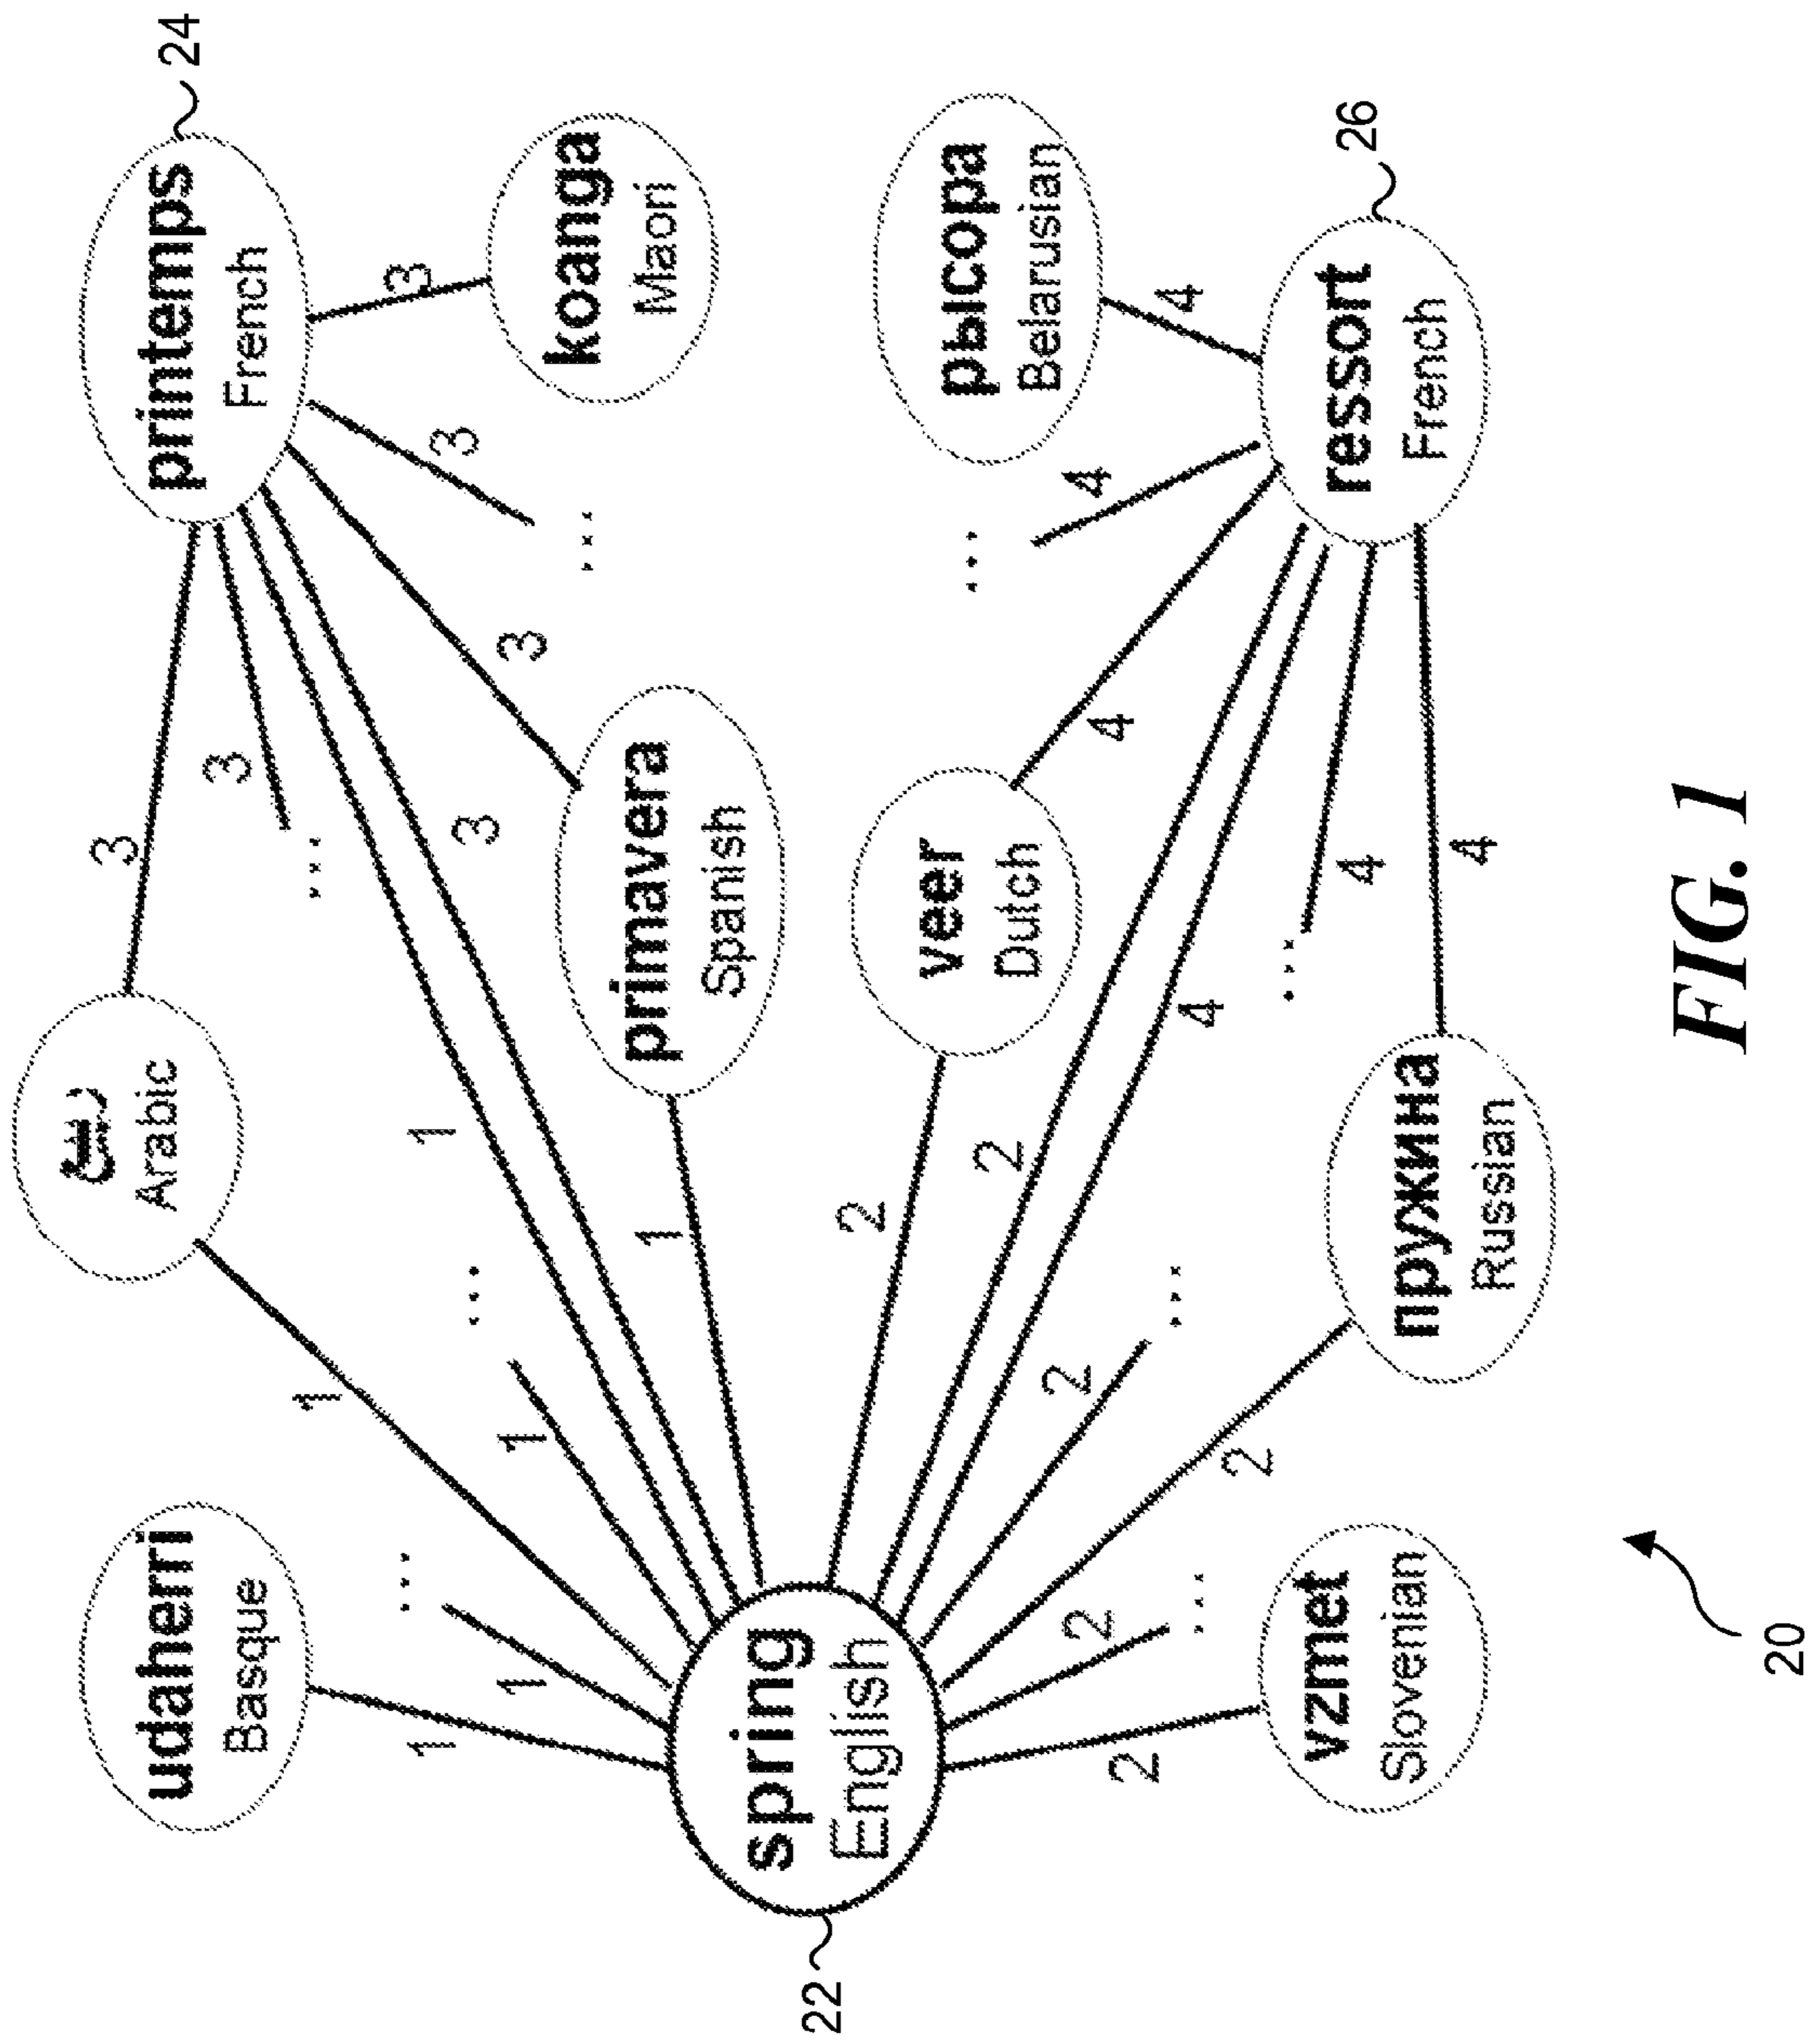 ربيع
Arabic
3
udaherri
Basque
printemps
French
24
3
...
1
...
3
1
1
3
...
3
1
1
3
koanga
Maori
...
primavera
Spanish
1
spring
English
22
2
veer
Dutch
рысора
Belarusian
...
2
2
4
2
4
2
...
4
...
4
2
...
vzmet
Slovenian
ressort
French
26
4
пружина
Russian
4
FIG. 1
20